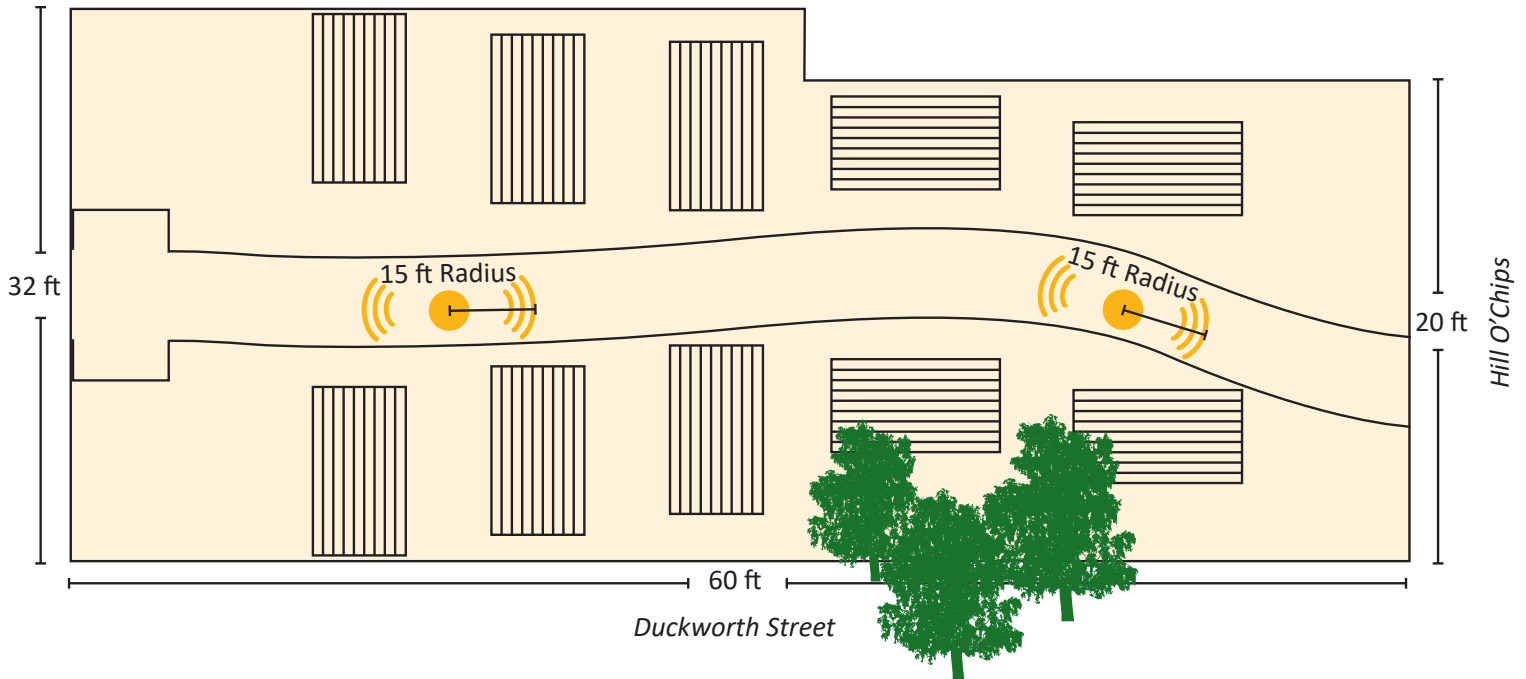 15 ft Radius
15 ft Radius
32 ft
20 ft
Hill O'Chips
60 ft
Duckworth Street